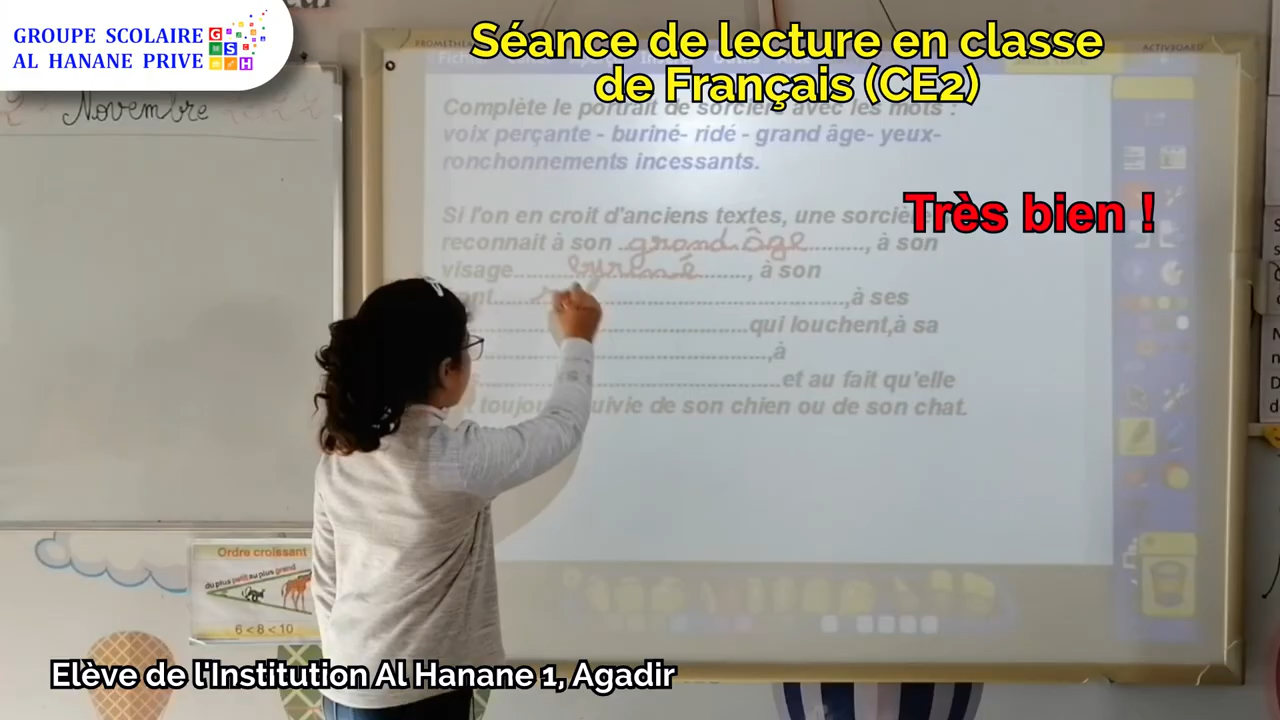 GROUPE SCOLAIRE
AL HANANE PRIVE
G S C H
Séance de lecture en classe
de Français (CE2)
PROMETHEAN
ACTIVBOARD
Novembre
Complète le portrait de sorcière avec les mots :
voix perçante - buriné- ridé - grand âge- yeux-
ronchonnements incessants.
Très bien !
Si l'on en croit d'anciens textes, une sorcière
reconnait à son ..grand âge.........., à son
visage.........buriné........, à son
..............................................,à ses
........................................qui louchent,à sa
..........................................,à
............................................et au fait qu'elle
toujours suivie de son chien ou de son chat.
Ordre croissant
du plus petit au plus grand
6 < 8 < 10
Elève de l'Institution Al Hanane 1, Agadir